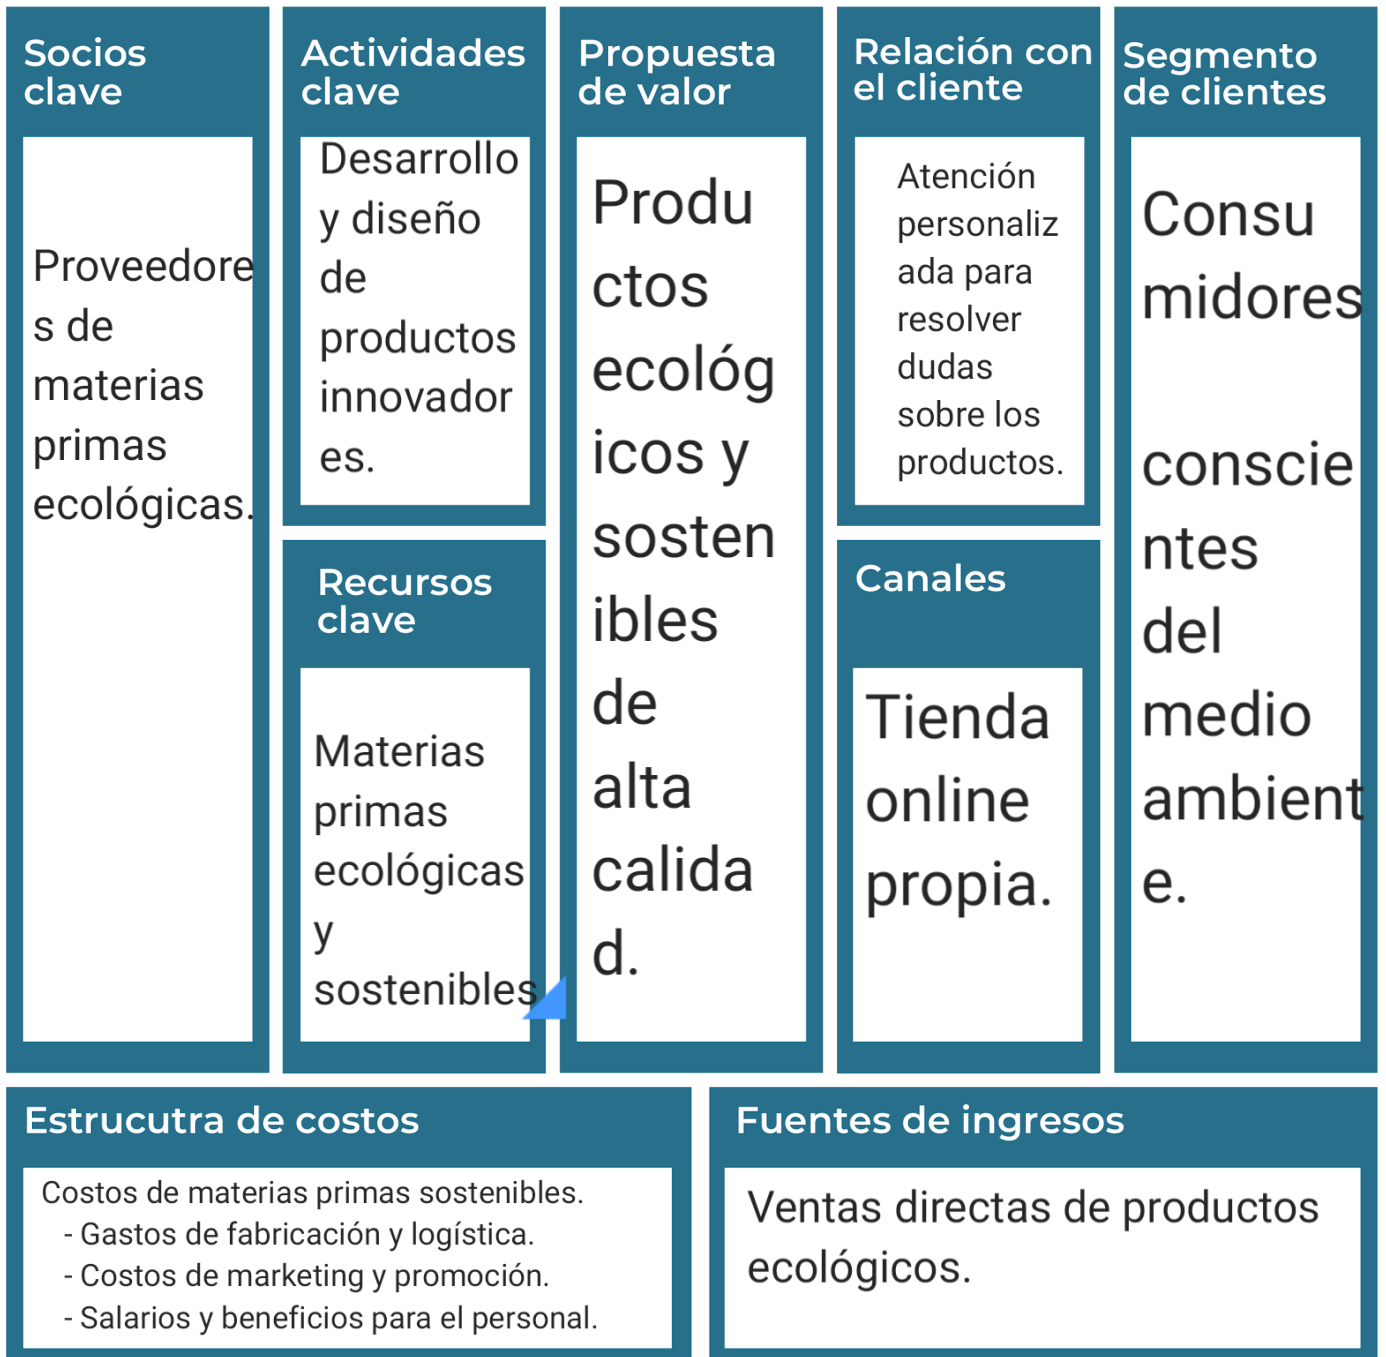 Socios
clave
Proveedore
s de
materias
primas
ecológicas.
Actividades
clave
Desarrollo
y diseño
de
productos
innovador
es.
Recursos
clave
Materias
primas
ecológicas
y
sostenibles
Propuesta
de valor
Produ
ctos
ecológ
icos y
sosten
ibles
de
alta
calida
d.
Relación con
el cliente
Atención
personaliz
ada para
resolver
dudas
sobre los
productos.
Canales
Tienda
online
propia.
Segmento
de clientes
Consu
midores
conscie
ntes
del
medio
ambient
e.
Estrucutra de costos
Costos de materias primas sostenibles.
- Gastos de fabricación y logística.
- Costos de marketing y promoción.
- Salarios y beneficios para el personal.
Fuentes de ingresos
Ventas directas de productos
ecológicos.